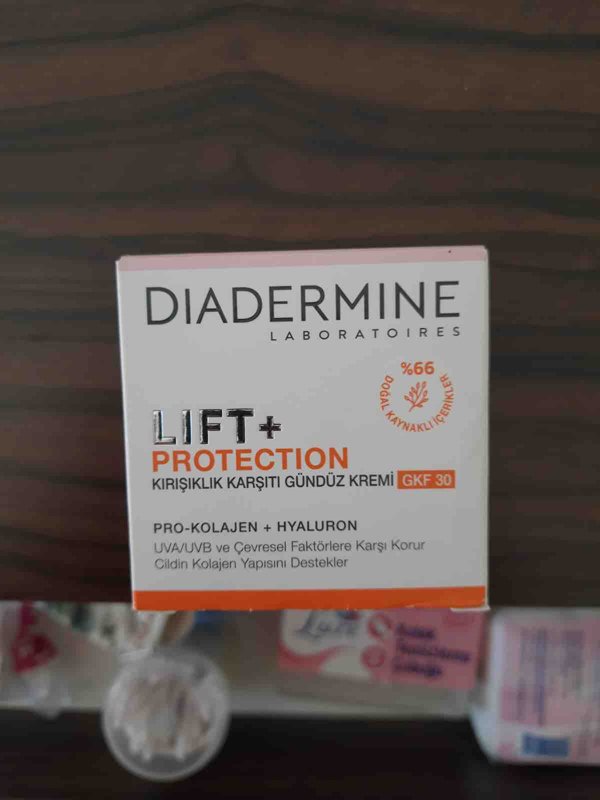 DIADERMINE
LABORATOIRES
%66
DOĞAL KAYNAKLI İÇERİKLER
LIFT+
PROTECTION
KIRIŞIKLIK KARŞITI GÜNDÜZ KREMİ GKF 30
PRO-KOLAJEN + HYALURON
UVA/UVB ve Çevresel Faktörlere Karşı Korur
Cildin Kolajen Yapısını Destekler